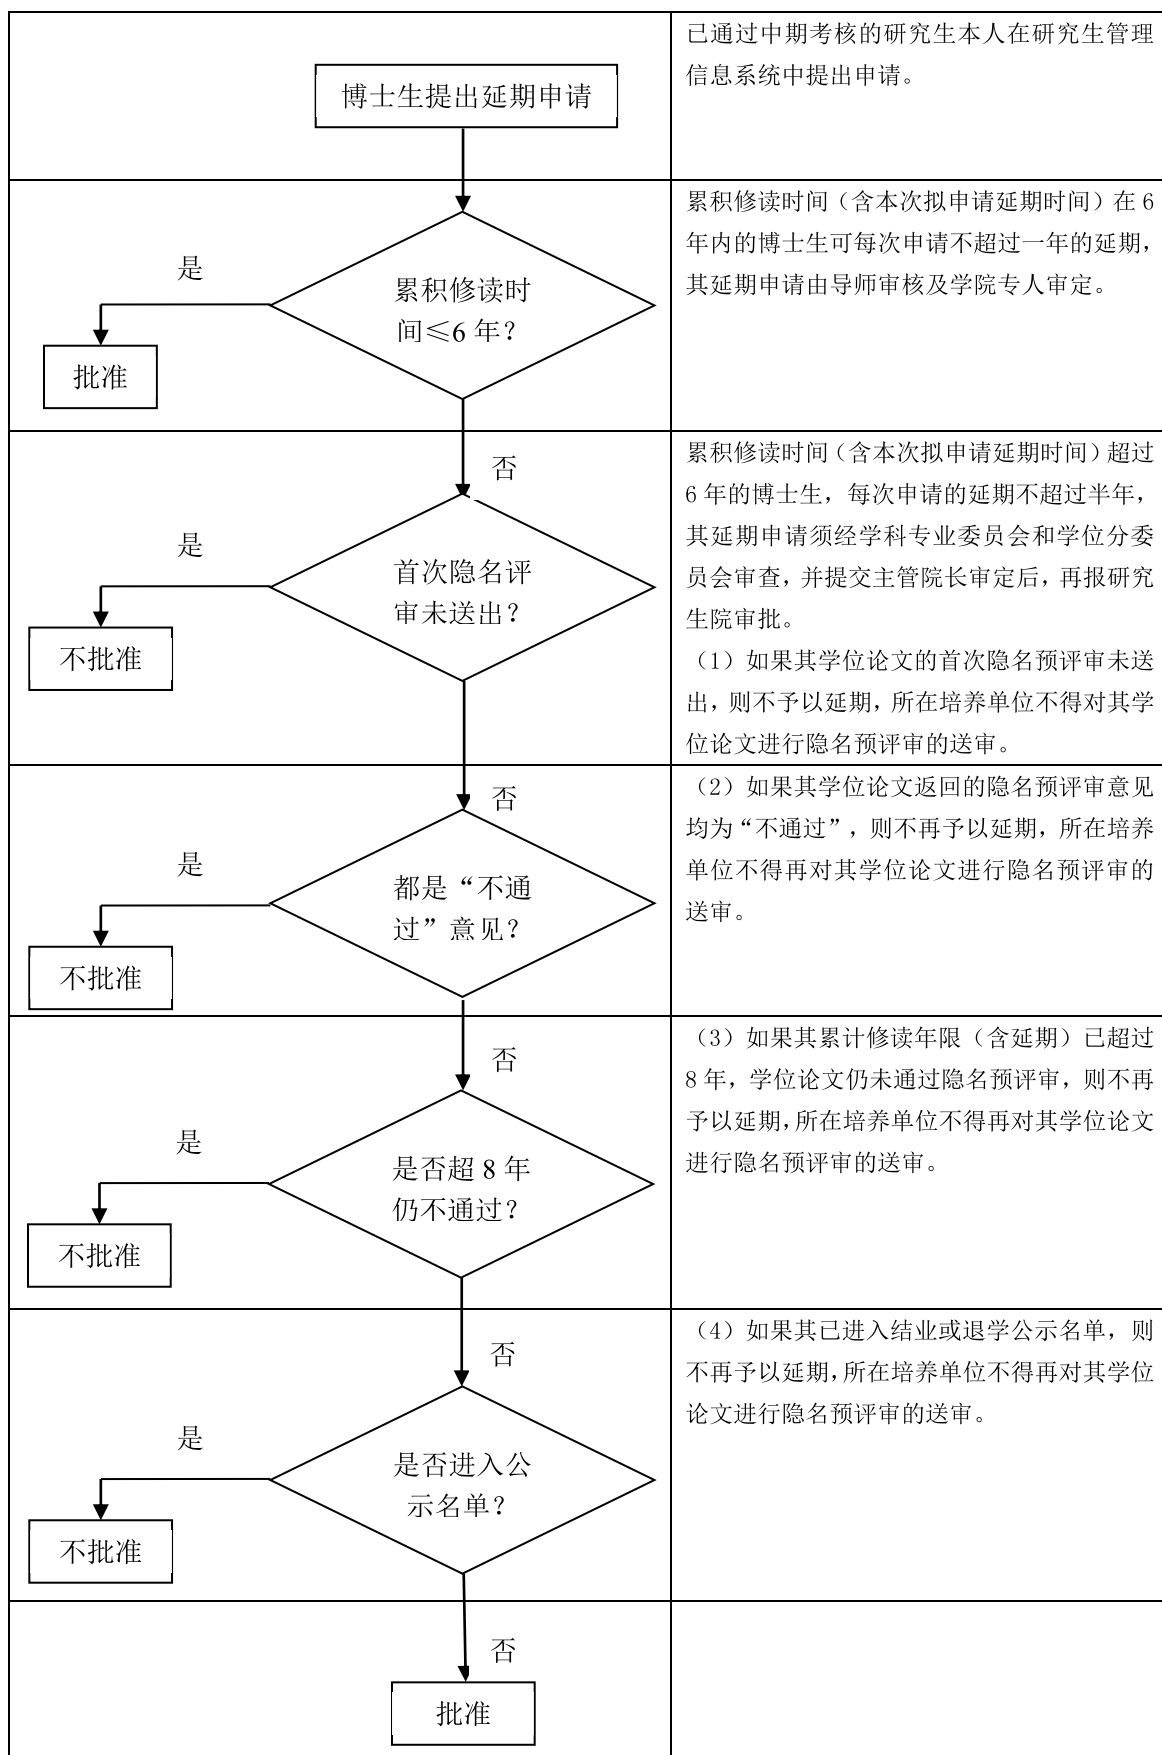 博士生提出延期申请
已通过中期考核的研究生本人在研究生管理
信息系统中提出申请。
是
累积修读时
间≤6 年？
批准
累积修读时间（含本次拟申请延期时间）在 6
年内的博士生可每次申请不超过一年的延期，
其延期申请由导师审核及学院专人审定。
否
是
首次隐名评
审未送出？
不批准
累积修读时间（含本次拟申请延期时间）超过
6 年的博士生，每次申请的延期不超过半年，
其延期申请须经学科专业委员会和学位分委
员会审查，并提交主管院长审定后，再报研究
生院审批。
（1）如果其学位论文的首次隐名预评审未送
出，则不予以延期，所在培养单位不得对其学
位论文进行隐名预评审的送审。
否
是
都是“不通
过”意见？
不批准
（2）如果其学位论文返回的隐名预评审意见
均为“不通过”，则不再予以延期，所在培养
单位不得再对其学位论文进行隐名预评审的
送审。
否
是
是否超 8 年
仍不通过？
不批准
（3）如果其累计修读年限（含延期）已超过
8 年，学位论文仍未通过隐名预评审，则不再
予以延期，所在培养单位不得再对其学位论文
进行隐名预评审的送审。
否
是
是否进入公
示名单？
不批准
（4）如果其已进入结业或退学公示名单，则
不再予以延期，所在培养单位不得再对其学位
论文进行隐名预评审的送审。
否
批准